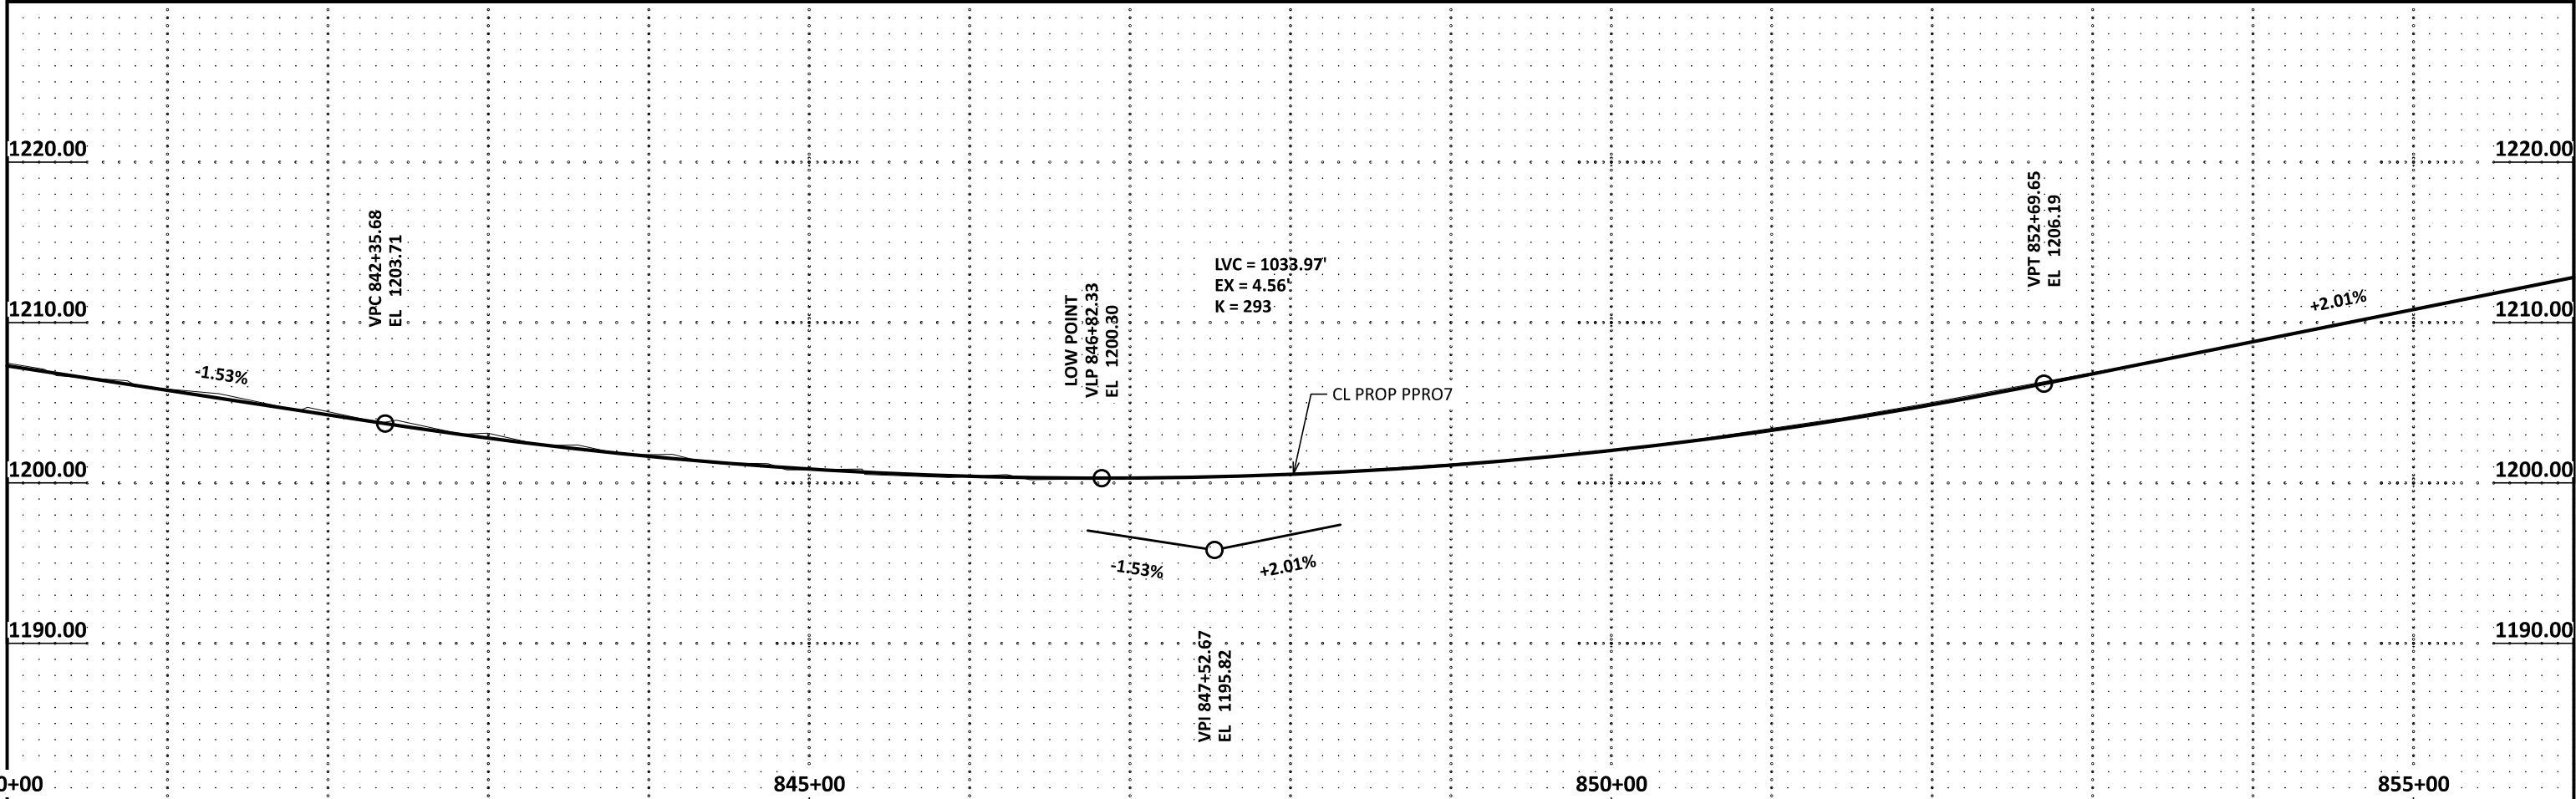 1220.00
1220.00
VPC 842+35.68
EL 1203.71
LOW POINT
VLP 846+82.33
EL 1200.30
LVC = 1033.97'
EX = 4.56'
K = 293
VPT 852+69.65
EL 1206.19
+2.01%
1210.00
1210.00
-1.53%
CL PROP PPRO7
1200.00
1200.00
-1.53%
+2.01%
1190.00
1190.00
VPI 847+52.67
EL 1195.82
0+00
845+00
850+00
855+00